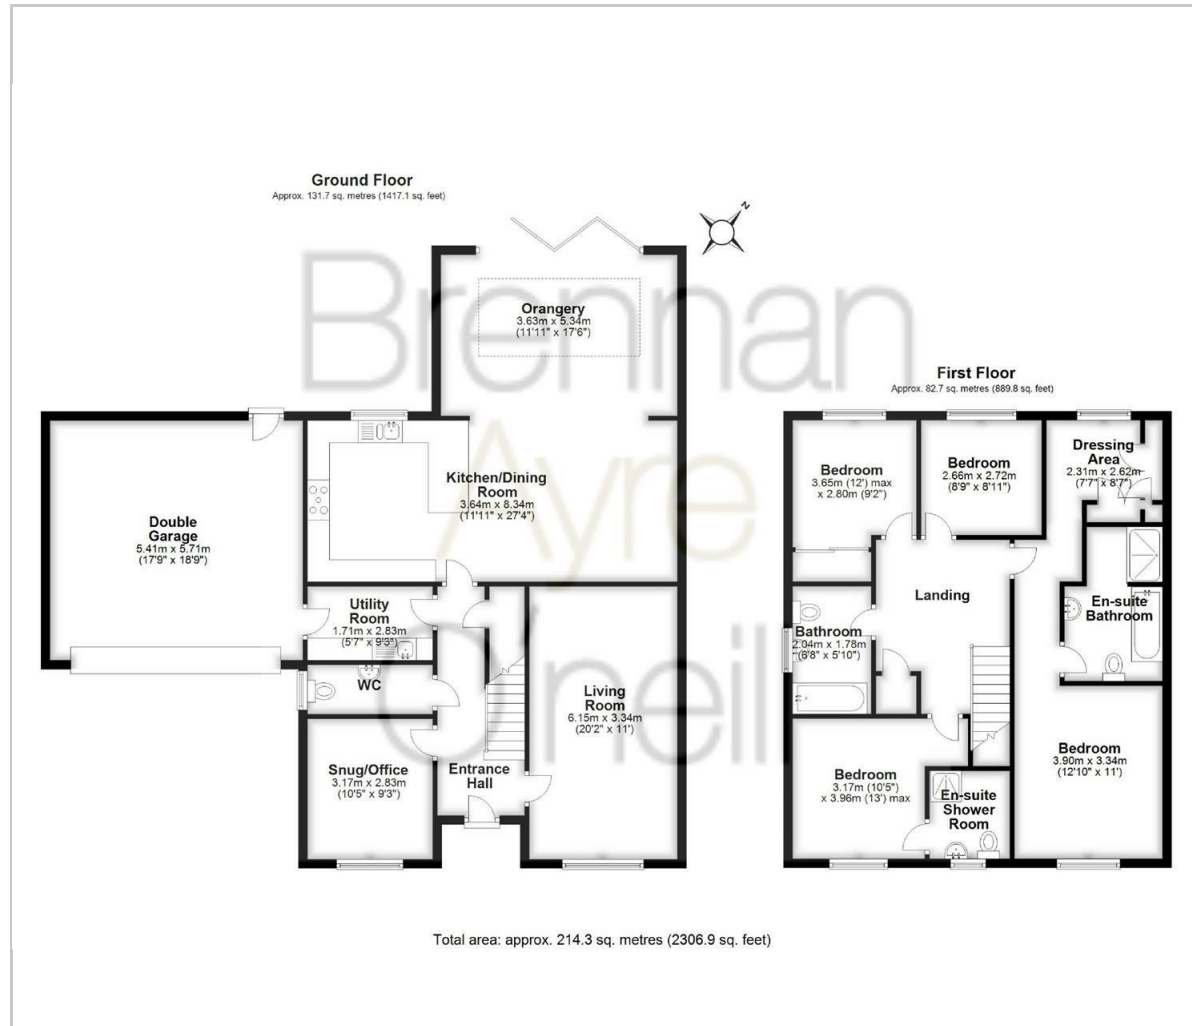 Ground Floor
Approx. 131.7 sq. metres (1417.1 sq. feet)
N
Brennan
Ayre
O'neill
Orangery
3.63m x 5.34m
(11'11" x 17'6")
Kitchen/Dining
Room
3.64m x 8.34m
(11'11" x 27'4")
Double
Garage
5.41m x 5.71m
(17'9" x 18'9")
Utility
Room
1.71m x 2.83m
(5'7" x 9'3")
WC
Living
Room
6.15m x 3.34m
(20'2" x 11')
Snug/Office
3.17m x 2.83m
(10'5" x 9'3")
Entrance
Hall
First Floor
Approx. 82.7 sq. metres (889.8 sq. feet)
Bedroom
3.65m (12') max
x 2.80m (9'2")
Bedroom
2.66m x 2.72m
(8'9" x 8'11")
Dressing
Area
2.31m x 2.62m
(7'7" x 8'7")
Landing
En-suite
Bathroom
Bathroom
2.04m x 1.78m
(6'8" x 5'10")
Bedroom
3.90m x 3.34m
(12'10" x 11')
Bedroom
3.17m (10'5")
x 3.96m (13') max
En-suite
Shower
Room
Total area: approx. 214.3 sq. metres (2306.9 sq. feet)